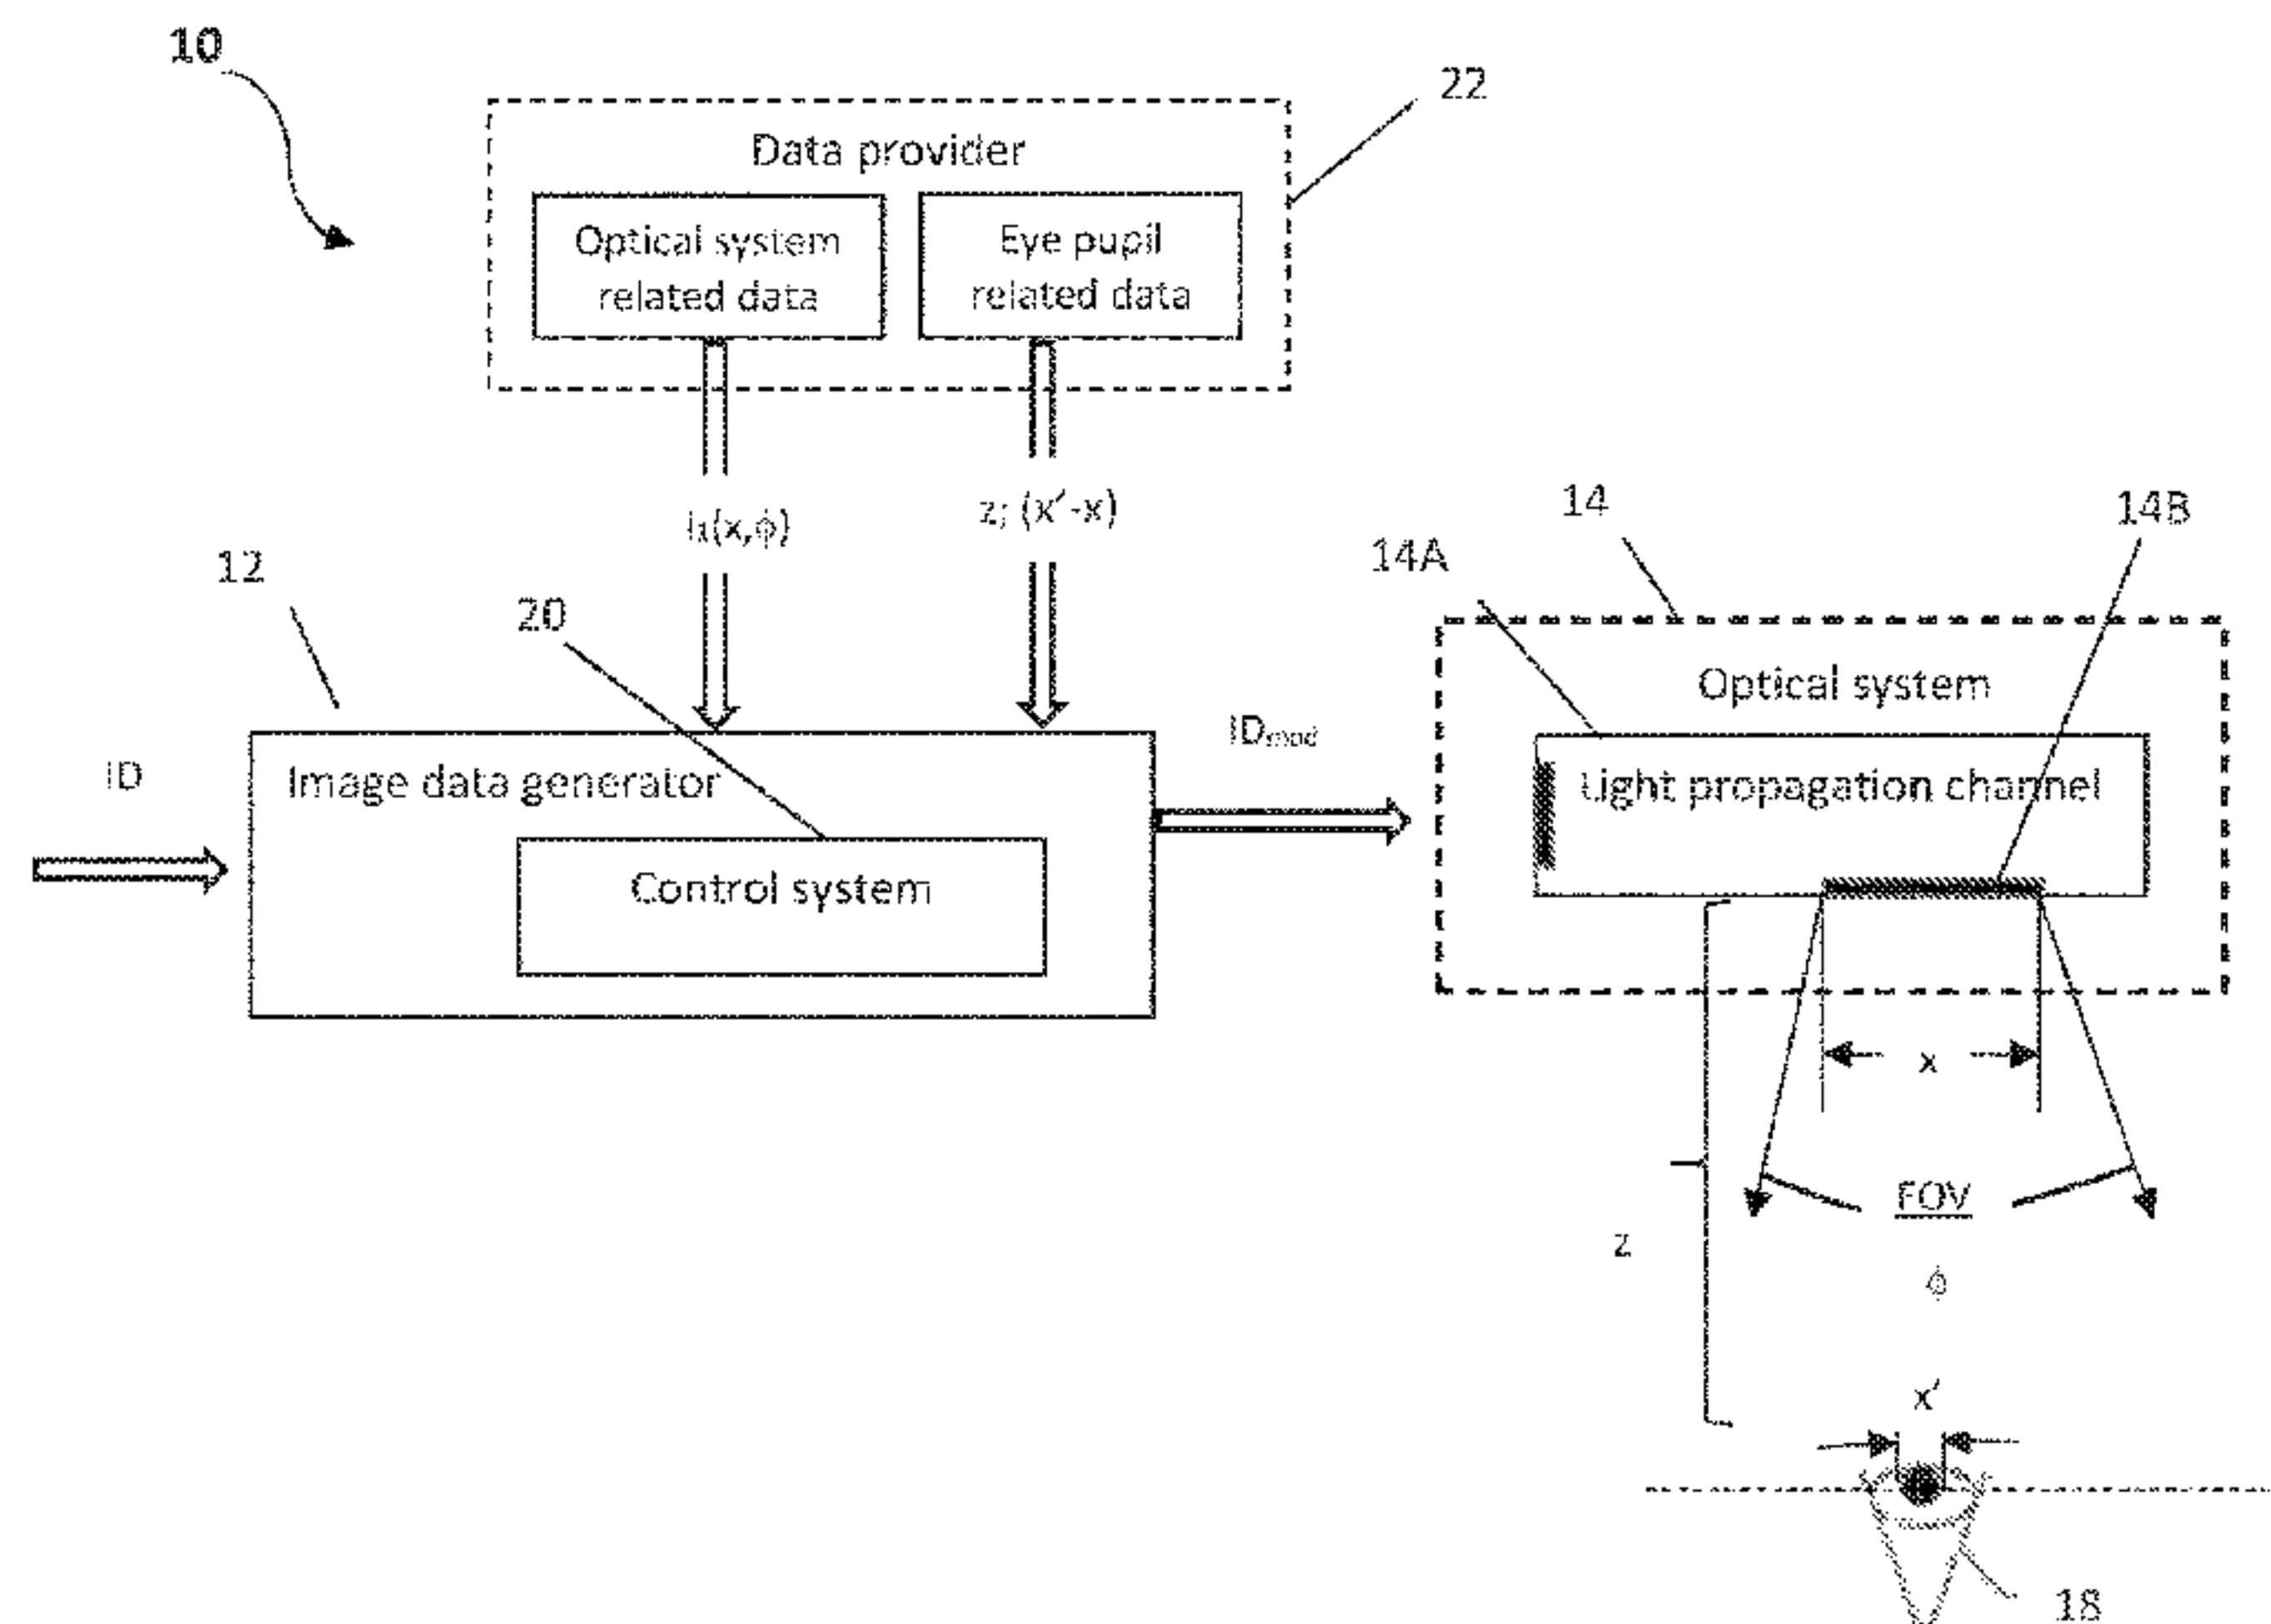 10
22
Data provider
Optical system related data
Eye pupil related data
z; (x'-x)
14
14B
14A
12
20
Optical system
ID
IDmod
Image data generator
Light propagation channel
Control system
x
FOV
z
ϕ
x'
18